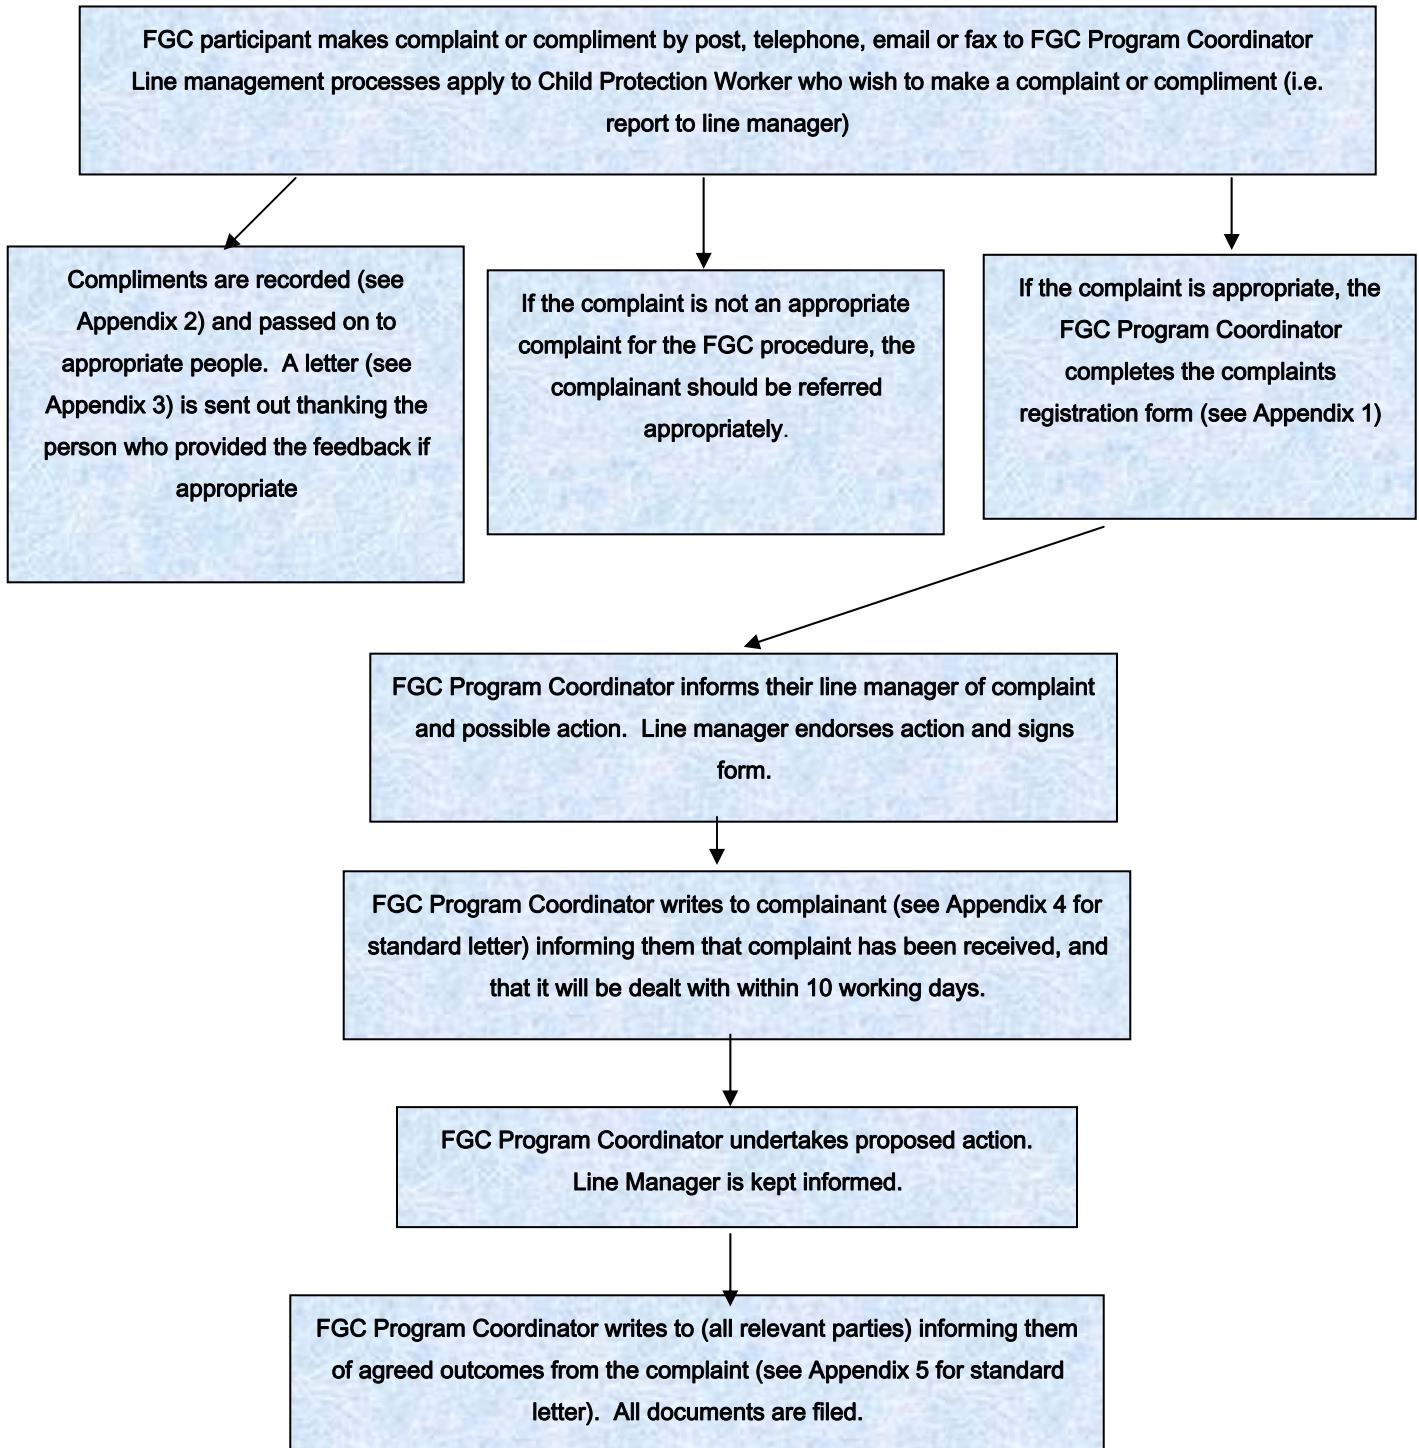 FGC participant makes complaint or compliment by post, telephone, email or fax to FGC Program Coordinator
Line management processes apply to Child Protection Worker who wish to make a complaint or compliment (i.e.
report to line manager)
Compliments are recorded (see
Appendix 2) and passed on to
appropriate people.  A letter (see
Appendix 3) is sent out thanking the
person who provided the feedback if
appropriate
If the complaint is not an appropriate
complaint for the FGC procedure, the
complainant should be referred
appropriately.
If the complaint is appropriate, the
FGC Program Coordinator
completes the complaints
registration form (see Appendix 1)
FGC Program Coordinator informs their line manager of complaint
and possible action.  Line manager endorses action and signs
form.
FGC Program Coordinator writes to complainant (see Appendix 4 for
standard letter) informing them that complaint has been received, and
that it will be dealt with within 10 working days.
FGC Program Coordinator undertakes proposed action.
Line Manager is kept informed.
FGC Program Coordinator writes to (all relevant parties) informing them
of agreed outcomes from the complaint (see Appendix 5 for standard
letter).  All documents are filed.